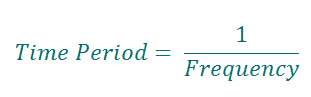 Time Period = 1 / Frequency